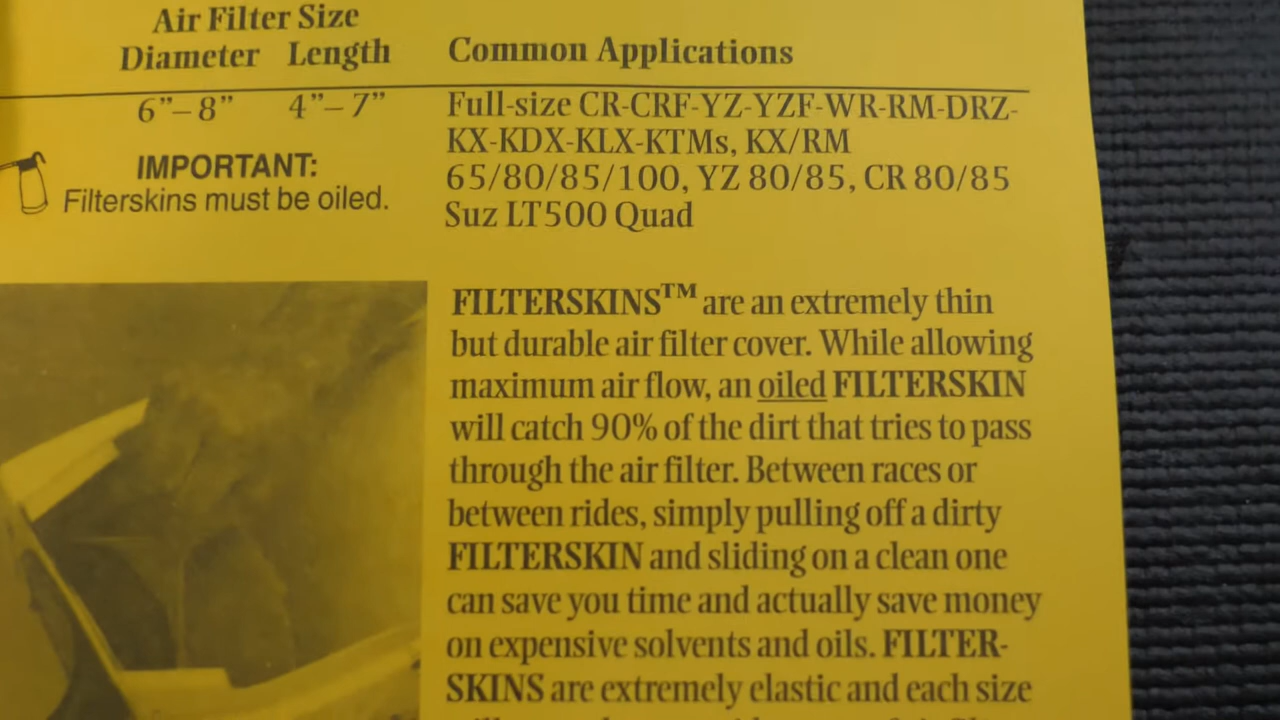 Air Filter Size
Diameter Length Common Applications
6”–8” 4”–7” Full-size CR-CRF-YZ-YZF-WR-RM-DRZ-
KX-KDX-KLX-KTMs, KX/RM
65/80/85/100, YZ 80/85, CR 80/85
Suz LT500 Quad
IMPORTANT:
Filterskins must be oiled.
FILTERSKINS™ are an extremely thin
but durable air filter cover. While allowing
maximum air flow, an oiled FILTERSKIN
will catch 90% of the dirt that tries to pass
through the air filter. Between races or
between rides, simply pulling off a dirty
FILTERSKIN and sliding on a clean one
can save you time and actually save money
on expensive solvents and oils. FILTER-
SKINS are extremely elastic and each size